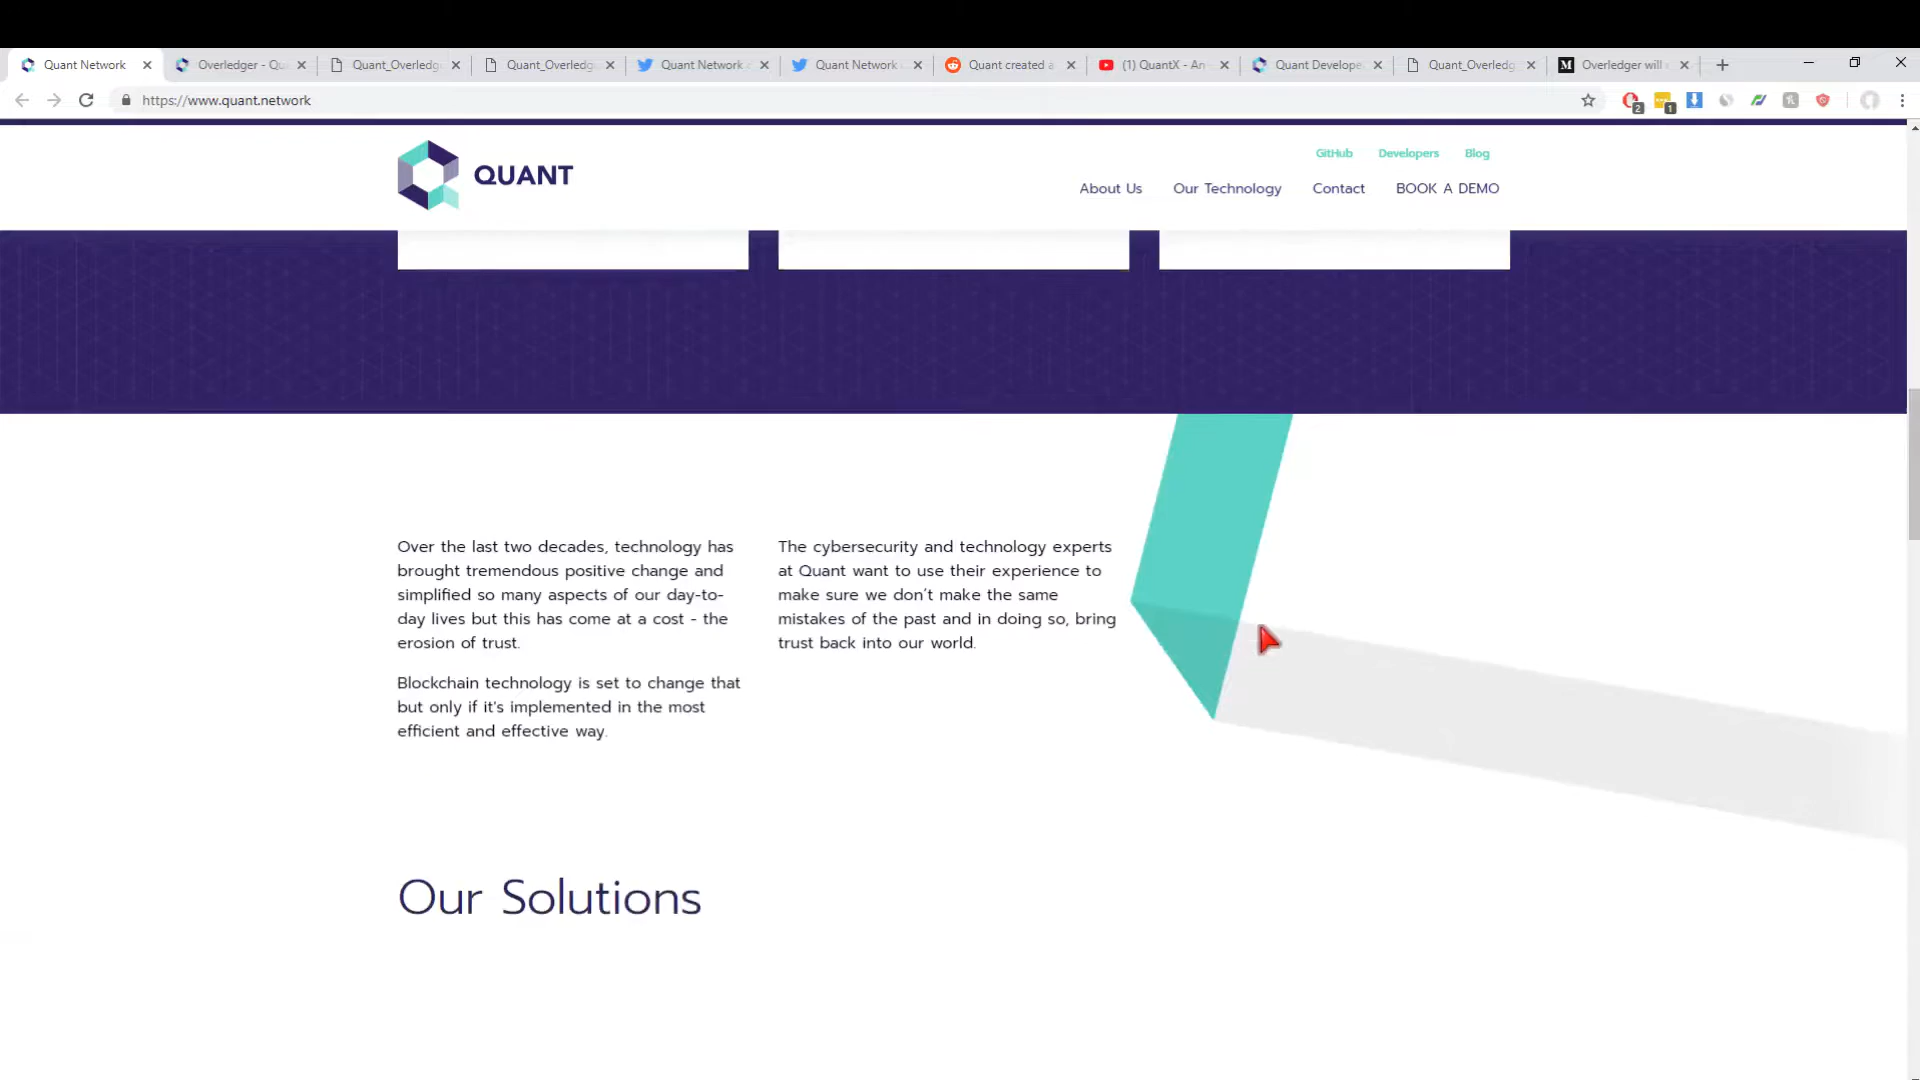 Quant Network
Overledger - Qu
Quant_Overledg
Quant_Overledg
Quant Network
Quant Network
Quant created a
(1) QuantX - An
Quant Develope
Quant_Overledg
Overledger will
https://www.quant.network
2
1
QUANT
GitHub
Developers
Blog
About Us
Our Technology
Contact
BOOK A DEMO
Over the last two decades, technology has
brought tremendous positive change and
simplified so many aspects of our day-to-
day lives but this has come at a cost - the
erosion of trust.
Blockchain technology is set to change that
but only if it's implemented in the most
efficient and effective way.
The cybersecurity and technology experts
at Quant want to use their experience to
make sure we don’t make the same
mistakes of the past and in doing so, bring
trust back into our world.
Our Solutions